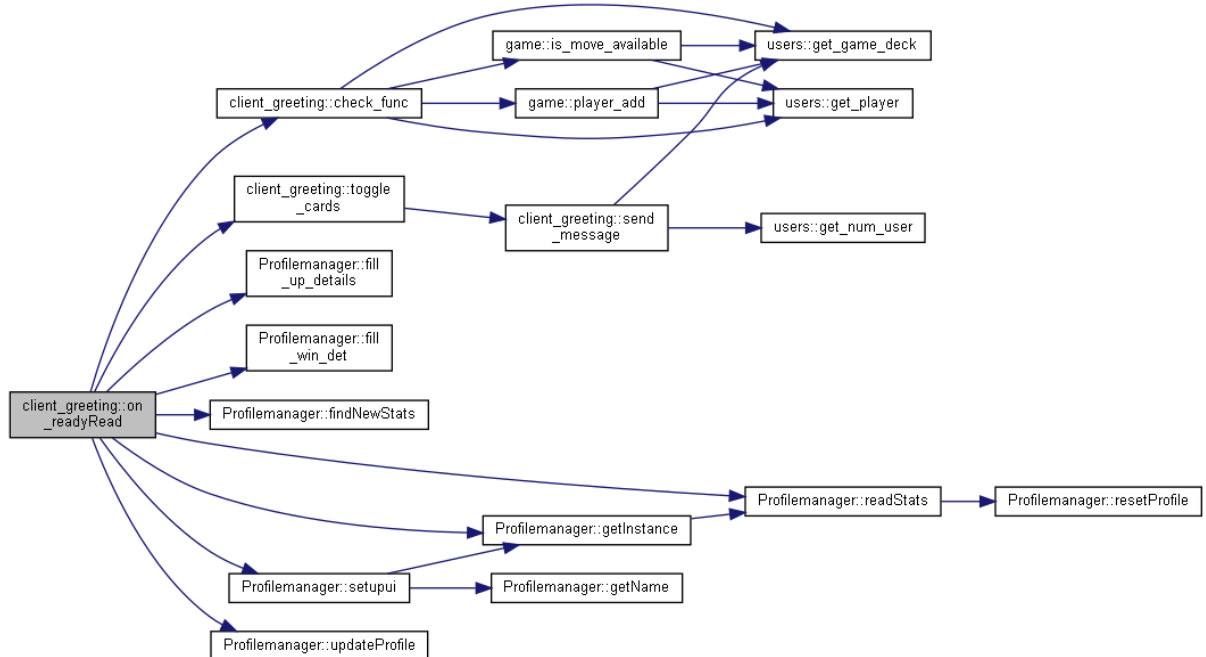 game::is_move_available
users::get_game_deck
client_greeting::check_func
game::player_add
users::get_player
client_greeting::toggle
_cards
client_greeting::send
_message
users::get_num_user
Profilemanager::fill
_up_details
Profilemanager::fill
_win_det
client_greeting::on
_readyRead
Profilemanager::findNewStats
Profilemanager::readStats
Profilemanager::resetProfile
Profilemanager::getInstance
Profilemanager::setupui
Profilemanager::getName
Profilemanager::updateProfile